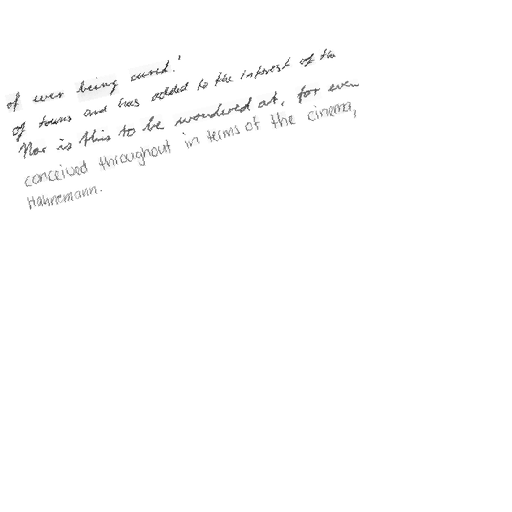 of ever being cured.'
of towns and has added to the interest of the
Nor is this to be wondered at, for even
conceived throughout in terms of the cinema,
Hahnemann.